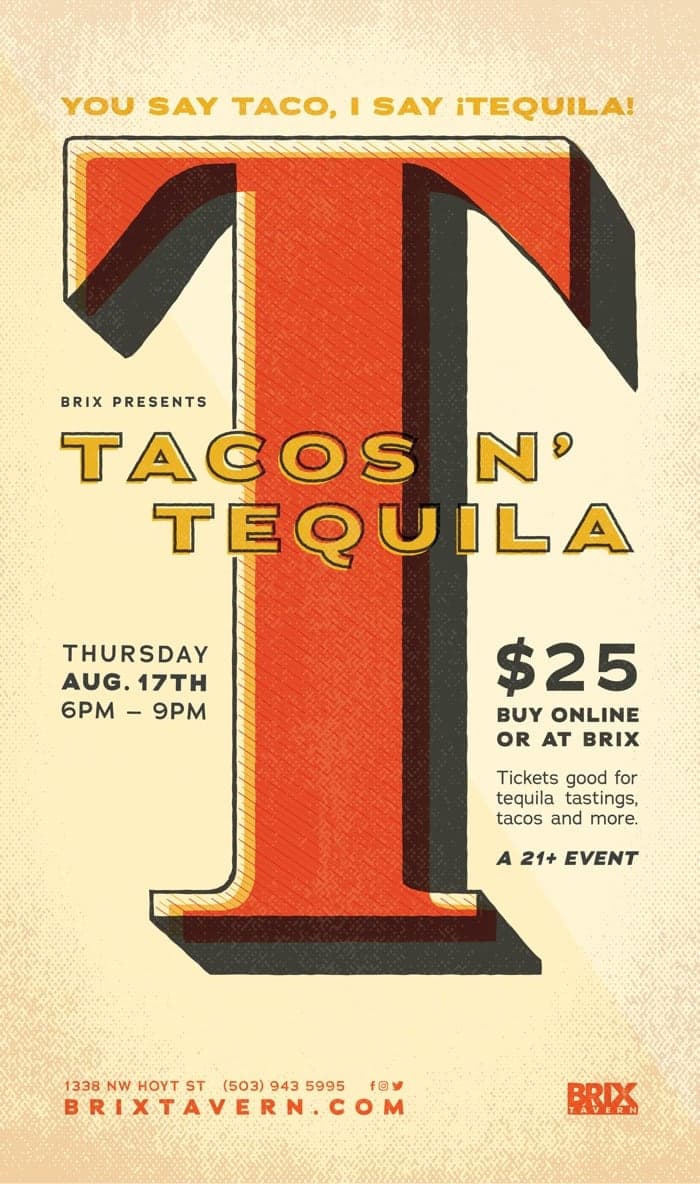 YOU SAY TACO, I SAY ¡TEQUILA!
T
BRIX PRESENTS
TACOS N’
TEQUILA
THURSDAY
AUG. 17TH
6PM – 9PM
$25
BUY ONLINE
OR AT BRIX
Tickets good for
tequila tastings,
tacos and more.
A 21+ EVENT
1338 NW HOYT ST (503) 943 5995
BRIXTAVERN.COM
BRIX
TAVERN